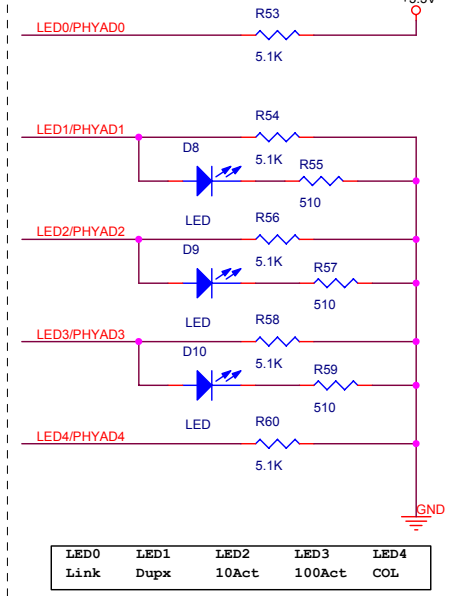 +3.3V
R53
LED0/PHYAD0
5.1K
R54
LED1/PHYAD1
D8
5.1K
R55
LED
510
R56
LED2/PHYAD2
D9
5.1K
R57
LED
510
R58
LED3/PHYAD3
D10
5.1K
R59
LED
510
R60
LED4/PHYAD4
5.1K
GND
LED0 LED1 LED2 LED3 LED4
Link Dupx 10Act 100Act COL